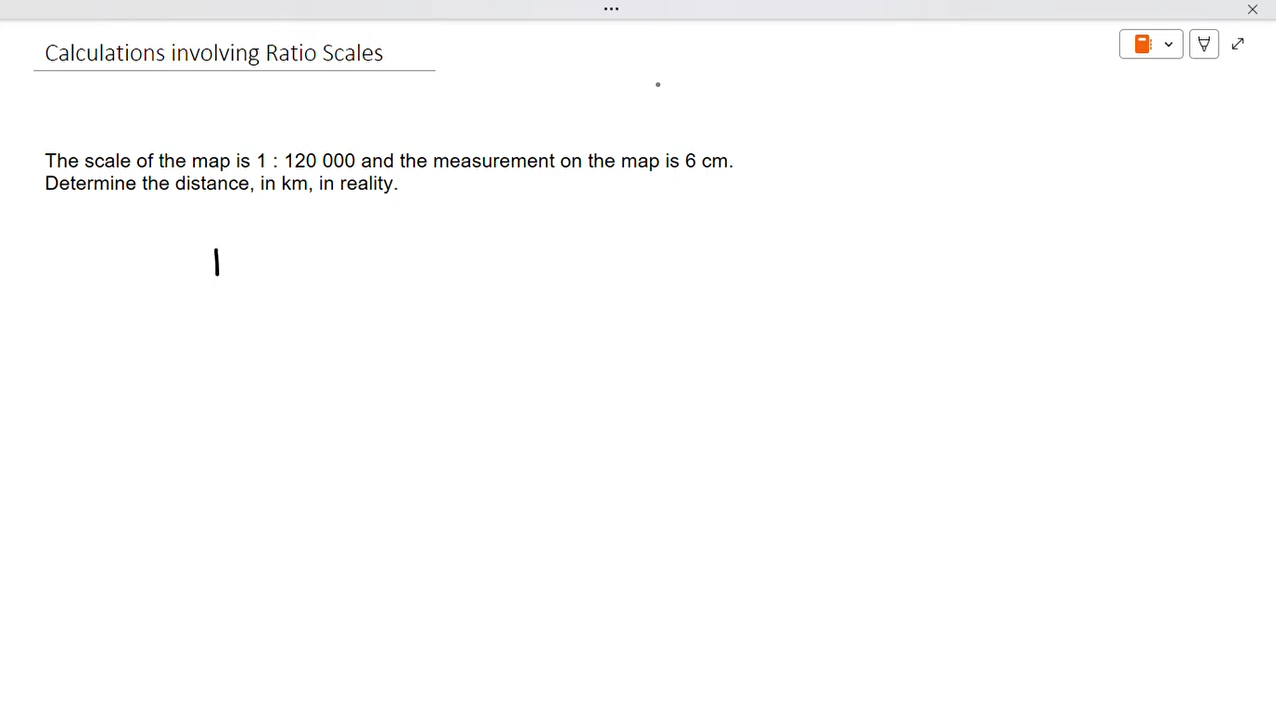 Calculations involving Ratio Scales
The scale of the map is 1 : 120 000 and the measurement on the map is 6 cm.
Determine the distance, in km, in reality.
1